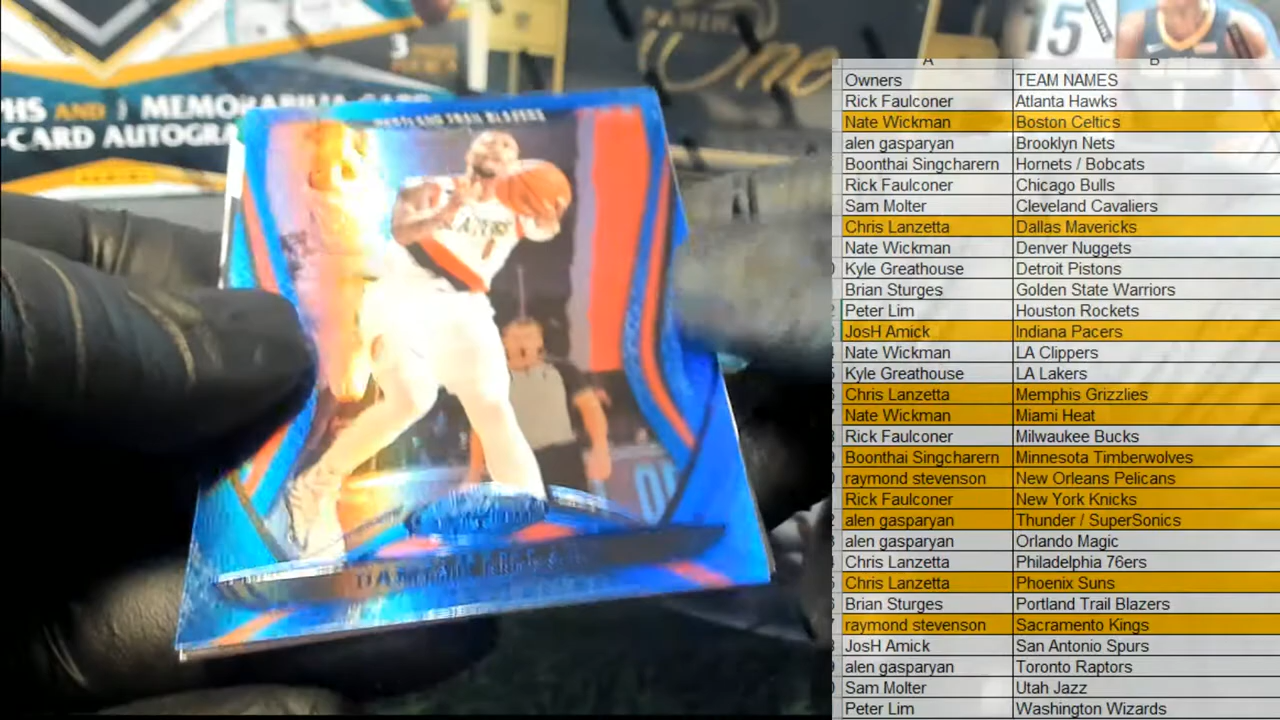 3
PANINI
One
15
HS AND 1 MEMORABILIA CARD
-CARD AUTOGRA
TRAIL BLAZERS
A B
Owners TEAM NAMES
Rick Faulconer Atlanta Hawks
Nate Wickman Boston Celtics
alen gasparyan Brooklyn Nets
Boonthai Singcharern Hornets / Bobcats
Rick Faulconer Chicago Bulls
Sam Molter Cleveland Cavaliers
Chris Lanzetta Dallas Mavericks
Nate Wickman Denver Nuggets
Kyle Greathouse Detroit Pistons
Brian Sturges Golden State Warriors
Peter Lim Houston Rockets
JosH Amick Indiana Pacers
Nate Wickman LA Clippers
Kyle Greathouse LA Lakers
Chris Lanzetta Memphis Grizzlies
Nate Wickman Miami Heat
Rick Faulconer Milwaukee Bucks
Boonthai Singcharern Minnesota Timberwolves
raymond stevenson New Orleans Pelicans
Rick Faulconer New York Knicks
alen gasparyan Thunder / SuperSonics
alen gasparyan Orlando Magic
Chris Lanzetta Philadelphia 76ers
Chris Lanzetta Phoenix Suns
Brian Sturges Portland Trail Blazers
raymond stevenson Sacramento Kings
JosH Amick San Antonio Spurs
alen gasparyan Toronto Raptors
Sam Molter Utah Jazz
Peter Lim Washington Wizards